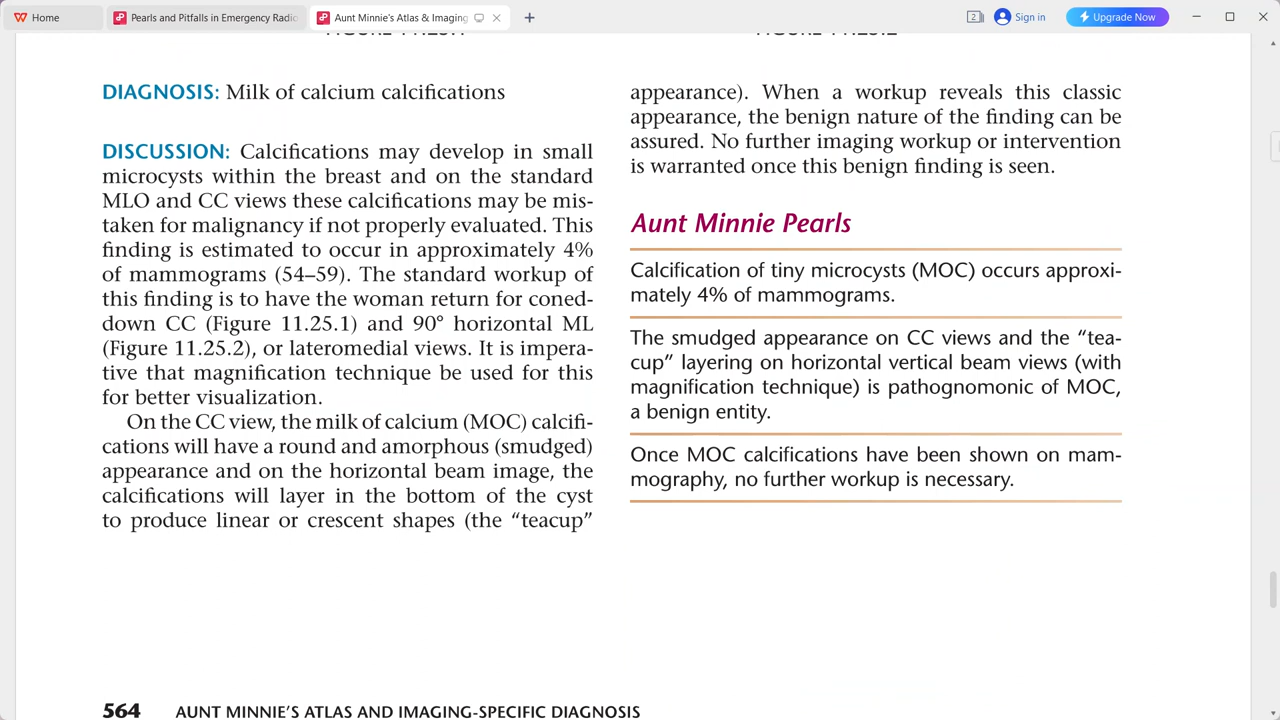 Home
Pearls and Pitfalls in Emergency Radio
Aunt Minnie's Atlas & Imaging
2
Sign in
Upgrade Now
DIAGNOSIS: Milk of calcium calcifications
DISCUSSION: Calcifications may develop in small
microcysts within the breast and on the standard
MLO and CC views these calcifications may be mis-
taken for malignancy if not properly evaluated. This
finding is estimated to occur in approximately 4%
of mammograms (54–59). The standard workup of
this finding is to have the woman return for coned-
down CC (Figure 11.25.1) and 90° horizontal ML
(Figure 11.25.2), or lateromedial views. It is impera-
tive that magnification technique be used for this
for better visualization.
On the CC view, the milk of calcium (MOC) calcifi-
cations will have a round and amorphous (smudged)
appearance and on the horizontal beam image, the
calcifications will layer in the bottom of the cyst
to produce linear or crescent shapes (the “teacup”
appearance). When a workup reveals this classic
appearance, the benign nature of the finding can be
assured. No further imaging workup or intervention
is warranted once this benign finding is seen.
Aunt Minnie Pearls
Calcification of tiny microcysts (MOC) occurs approxi-
mately 4% of mammograms.
The smudged appearance on CC views and the “tea-
cup” layering on horizontal vertical beam views (with
magnification technique) is pathognomonic of MOC,
a benign entity.
Once MOC calcifications have been shown on mam-
mography, no further workup is necessary.
564 AUNT MINNIE'S ATLAS AND IMAGING-SPECIFIC DIAGNOSIS